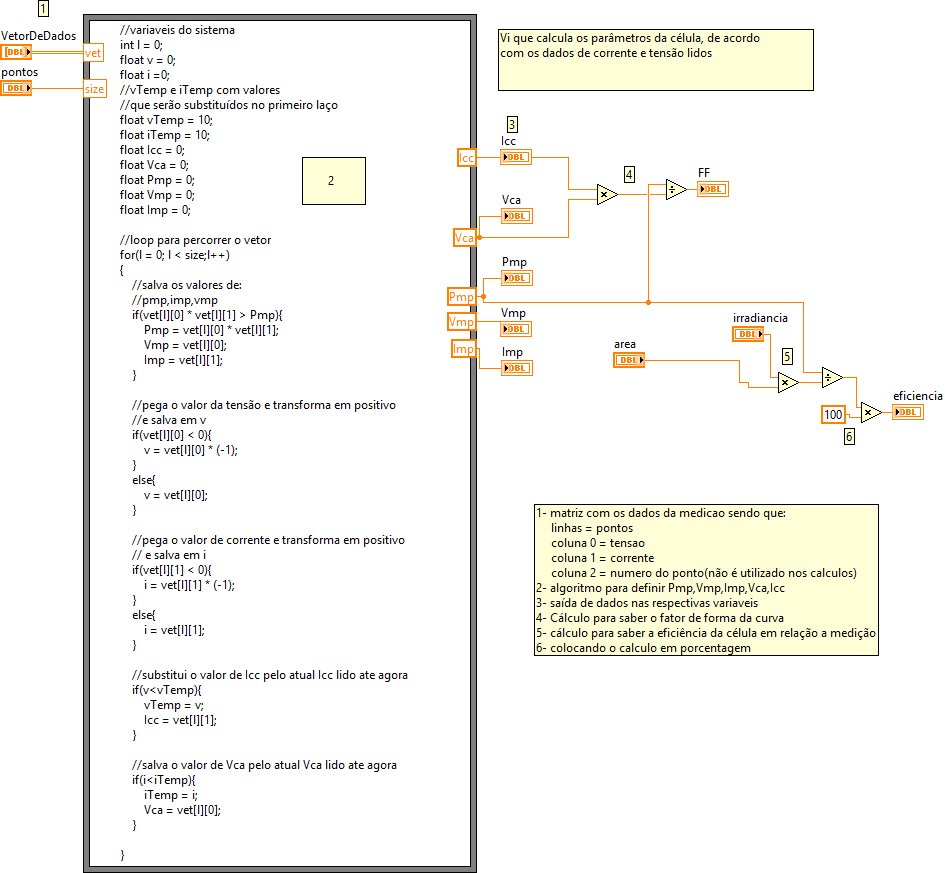 1
VetorDeDados
DBL
vet
pontos
DBL
size
//variaveis do sistema
int I = 0;
float v = 0;
float i =0;
//vTemp e iTemp com valores
//que serão substituídos no primeiro laço
float vTemp = 10;
float iTemp = 10;
float Icc = 0;
float Vca = 0;
float Pmp = 0;
float Vmp = 0;
float Imp = 0;
2
//loop para percorrer o vetor
for(I = 0; I < size;I++)
{
//salva os valores de:
//pmp,imp,vmp
if(vet[I][0] * vet[I][1] > Pmp){
Pmp = vet[I][0] * vet[I][1];
Vmp = vet[I][0];
Imp = vet[I][1];
}
//pega o valor da tensão e transforma em positivo
//e salva em v
if(vet[I][0] < 0){
v = vet[I][0] * (-1);
}
else{
v = vet[I][0];
}
//pega o valor de corrente e transforma em positivo
// e salva em i
if(vet[I][1] < 0){
i = vet[I][1] * (-1);
}
else{
i = vet[I][1];
}
//substitui o valor de Icc pelo atual Icc lido ate agora
if(v<vTemp){
vTemp = v;
Icc = vet[I][1];
}
//salva o valor de Vca pelo atual Vca lido ate agora
if(i<iTemp){
iTemp = i;
Vca = vet[I][0];
}
}
Icc
Vca
Pmp
Vmp
Imp
Vi que calcula os parâmetros da célula, de acordo
com os dados de corrente e tensão lidos
3
Icc
DBL
4
×
÷
FF
DBL
Vca
DBL
Pmp
DBL
Vmp
DBL
Imp
DBL
irradiancia
DBL
area
DBL
5
×
÷
100
×
eficiencia
DBL
6
1- matriz com os dados da medicao sendo que:
linhas = pontos
coluna 0 = tensao
coluna 1 = corrente
coluna 2 = numero do ponto(não é utilizado nos calculos)
2- algoritmo para definir Pmp,Vmp,Imp,Vca,Icc
3- saída de dados nas respectivas variaveis
4- Cálculo para saber o fator de forma da curva
5- cálculo para saber a eficiência da célula em relação a medição
6- colocando o calculo em porcentagem